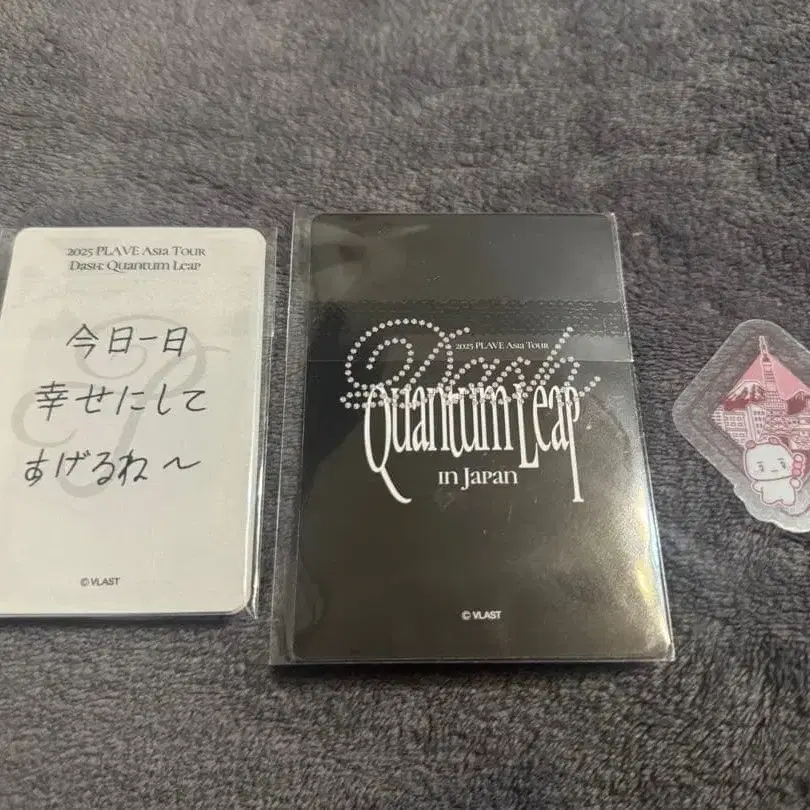 2025 PLAVE Asia Tour
Dash: Quantum Leap
今日一日
幸せにして
あげるね～
© VLAST
2025 PLAVE Asia Tour
Dash
Quantum Leap
in Japan
© VLAST